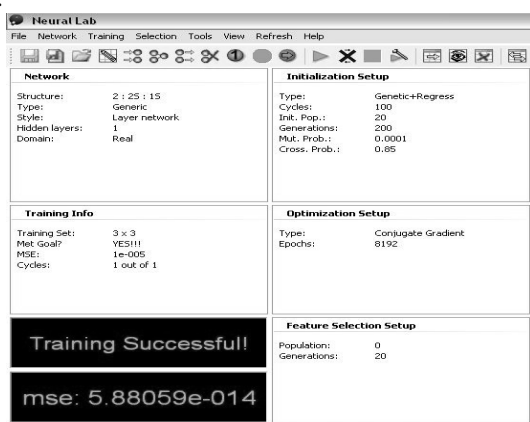 Neural Lab
File Network Training Selection Tools View Refresh Help
Network
Structure: 2 : 25 : 15
Type: Generic
Style: Layer network
Hidden layers: 1
Domain: Real
Initialization Setup
Type: Genetic+Regress
Cycles: 100
Init. Pop.: 20
Generations: 200
Mut. Prob.: 0.0001
Cross. Prob.: 0.85
Training Info
Training Set: 3 x 3
Met Goal? YES!!!
MSE: 1e-005
Cycles: 1 out of 1
Optimization Setup
Type: Conjugate Gradient
Epochs: 8192
Training Successful!
mse: 5.88059e-014
Feature Selection Setup
Population: 0
Generations: 20